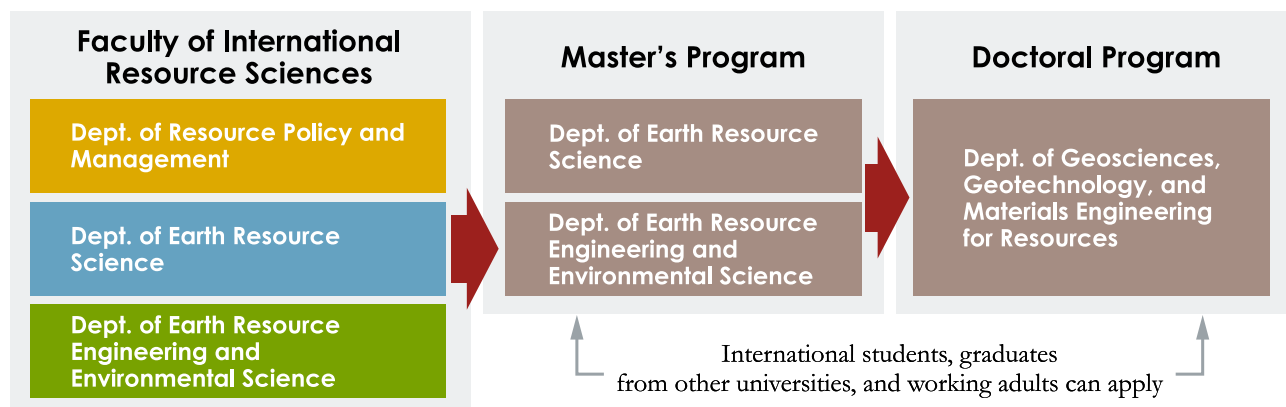 Faculty of International
Resource Sciences
Dept. of Resource Policy and
Management
Dept. of Earth Resource
Science
Dept. of Earth Resource
Engineering and
Environmental Science
Master's Program
Dept. of Earth Resource
Science
Dept. of Earth Resource
Engineering and
Environmental Science
Doctoral Program
Dept. of Geosciences,
Geotechnology, and
Materials Engineering
for Resources
International students, graduates
from other universities, and working adults can apply